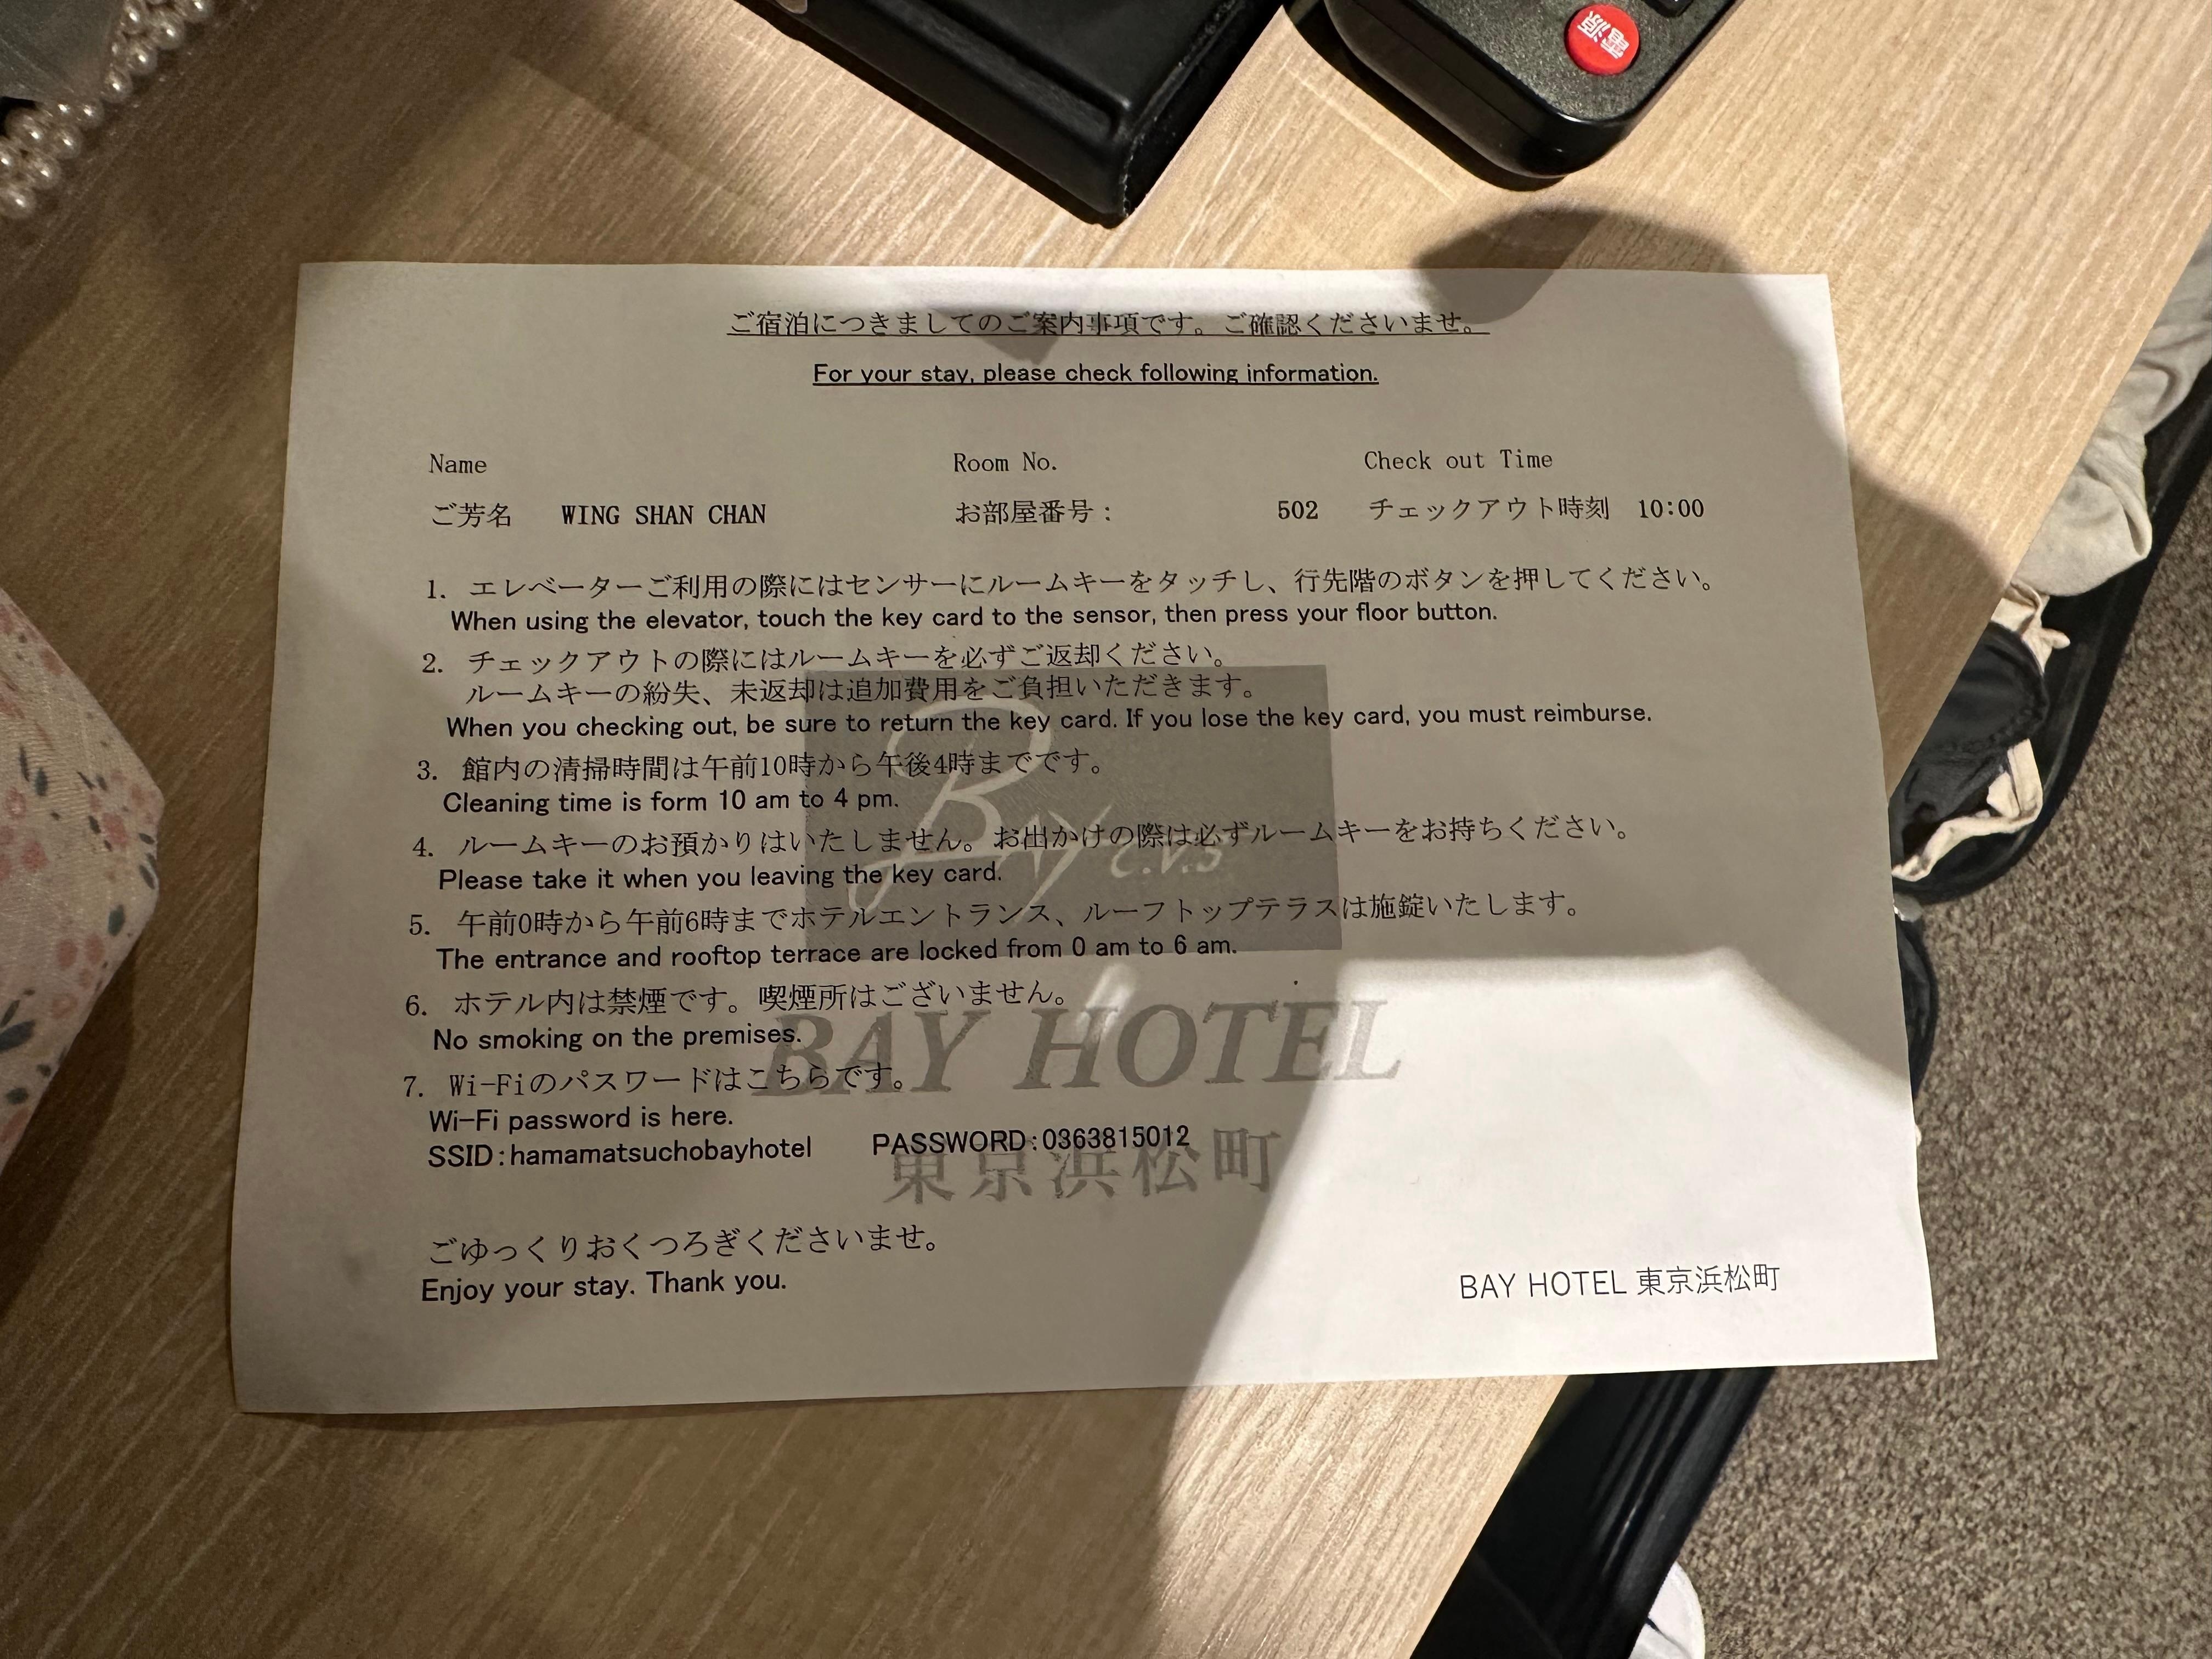 電源
ご宿泊につきましてのご案内事項です。ご確認くださいませ。
For your stay, please check following information.
Name Room No. Check out Time
ご芳名 WING SHAN CHAN お部屋番号： 502 チェックアウト時刻 10:00
1. エレベーターご利用の際にはセンサーにルームキーをタッチし、行先階のボタンを押してください。
When using the elevator, touch the key card to the sensor, then press your floor button.
2. チェックアウトの際にはルームキーを必ずご返却ください。
ルームキーの紛失、未返却は追加費用をご負担いただきます。
When you checking out, be sure to return the key card. If you lose the key card, you must reimburse.
3. 館内の清掃時間は午前10時から午後4時までです。
Cleaning time is form 10 am to 4 pm.
4. ルームキーのお預かりはいたしません。お出かけの際は必ずルームキーをお持ちください。
Please take it when you leaving the key card.
5. 午前0時から午前6時までホテルエントランス、ルーフトップテラスは施錠いたします。
The entrance and rooftop terrace are locked from 0 am to 6 am.
6. ホテル内は禁煙です。喫煙所はございません。
No smoking on the premises.
7. Wi-Fiのパスワードはこちらです。
Wi-Fi password is here.
SSID:hamamatsuchobayhotel PASSWORD:0363815012
ごゆっくりおくつろぎくださいませ。
Enjoy your stay. Thank you.
BAY HOTEL 東京浜松町
Bay C.V.S
BAY HOTEL
東京浜松町